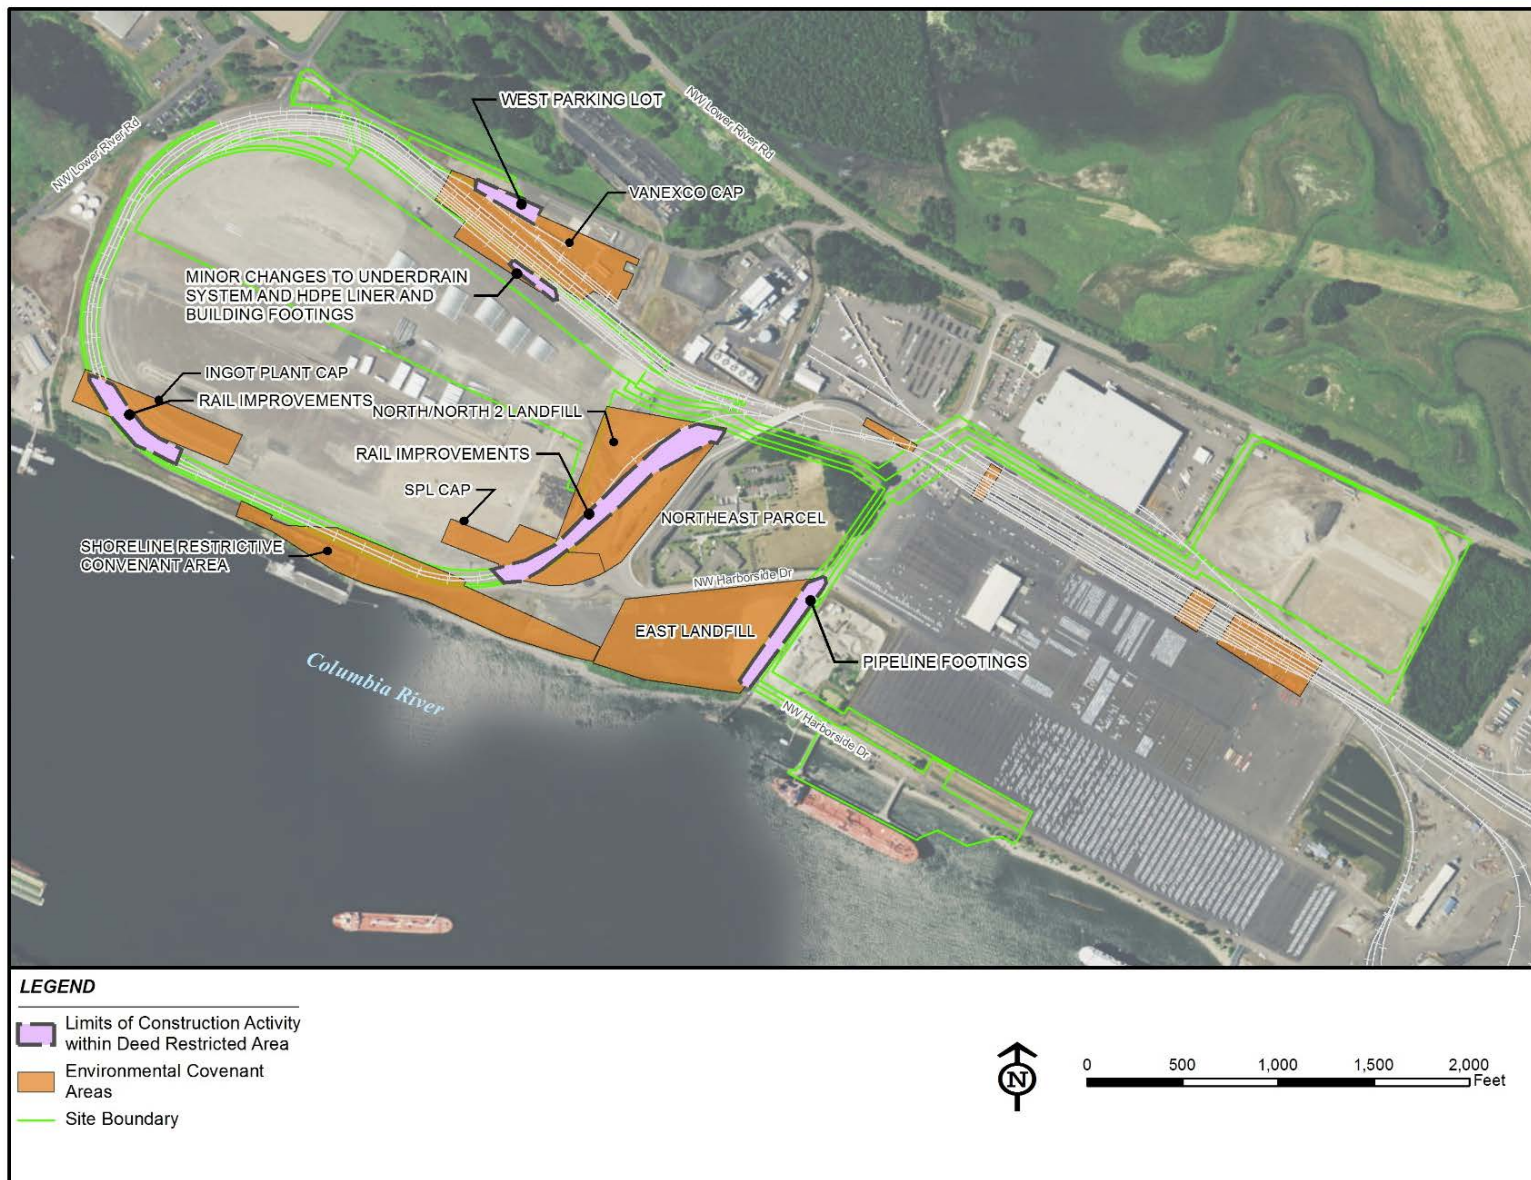 WEST PARKING LOT
NW Lower River Rd
NW Lower River Rd
VANEXCO CAP
MINOR CHANGES TO UNDERDRAIN
SYSTEM AND HDPE LINER AND
BUILDING FOOTINGS
INGOT PLANT CAP
RAIL IMPROVEMENTS
NORTH/NORTH 2 LANDFILL
RAIL IMPROVEMENTS
SPL CAP
NORTHEAST PARCEL
SHORELINE RESTRICTIVE
CONVENANT AREA
NW Harborside Dr
EAST LANDFILL
PIPELINE FOOTINGS
Columbia River
NW Harborside Dr
LEGEND
Limits of Construction Activity
within Deed Restricted Area
Environmental Covenant
Areas
Site Boundary
N
0 500 1,000 1,500 2,000
Feet